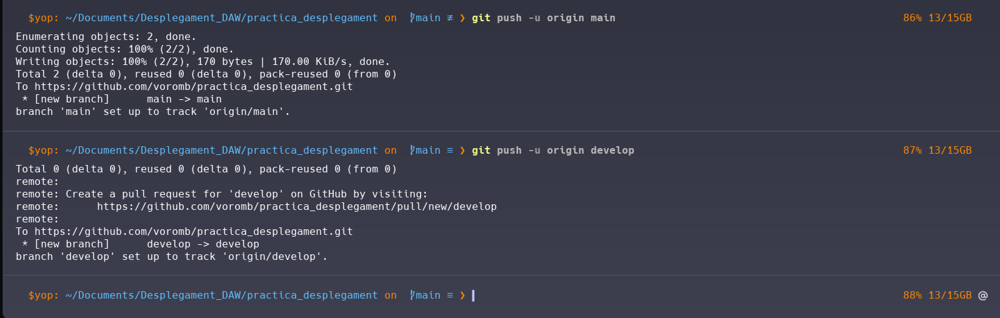 $yop: ~/Documents/Desplegament_DAW/practica_desplegament on main ≢ ❯ git push -u origin main 86% 13/15GB
Enumerating objects: 2, done.
Counting objects: 100% (2/2), done.
Writing objects: 100% (2/2), 170 bytes | 170.00 KiB/s, done.
Total 2 (delta 0), reused 0 (delta 0), pack-reused 0 (from 0)
To https://github.com/voromb/practica_desplegament.git
 * [new branch]      main -> main
branch 'main' set up to track 'origin/main'.
$yop: ~/Documents/Desplegament_DAW/practica_desplegament on main ≡ ❯ git push -u origin develop 87% 13/15GB
Total 0 (delta 0), reused 0 (delta 0), pack-reused 0 (from 0)
remote:
remote: Create a pull request for 'develop' on GitHub by visiting:
remote:      https://github.com/voromb/practica_desplegament/pull/new/develop
remote:
To https://github.com/voromb/practica_desplegament.git
 * [new branch]      develop -> develop
branch 'develop' set up to track 'origin/develop'.
$yop: ~/Documents/Desplegament_DAW/practica_desplegament on main ≡ ❯ 88% 13/15GB @